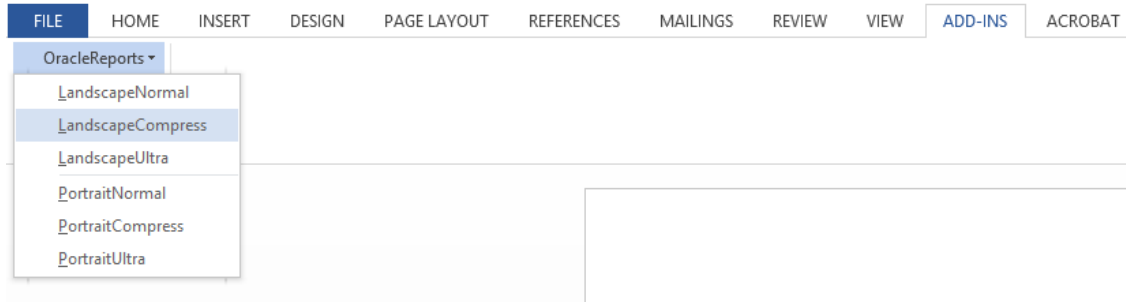 FILE HOME INSERT DESIGN PAGE LAYOUT REFERENCES MAILINGS REVIEW VIEW ADD-INS ACROBAT
OracleReports
LandscapeNormal
LandscapeCompress
LandscapeUltra
PortraitNormal
PortraitCompress
PortraitUltra